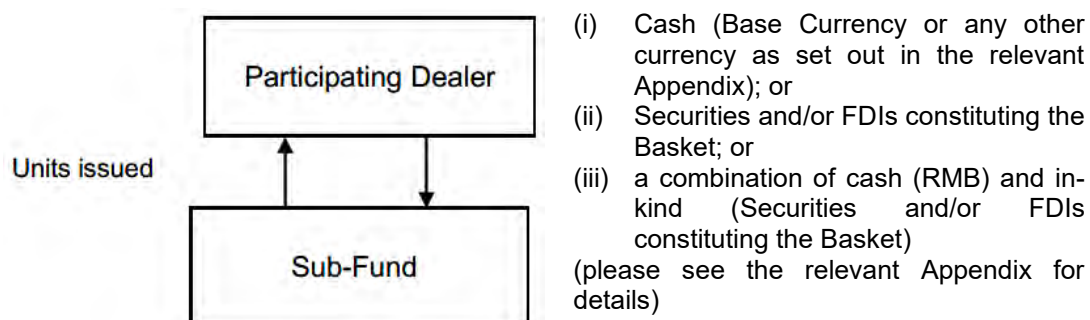 Participating Dealer
Units issued
Sub-Fund
(i) Cash (Base Currency or any other
currency as set out in the relevant
Appendix); or
(ii) Securities and/or FDIs constituting the
Basket; or
(iii) a combination of cash (RMB) and in-
kind (Securities and/or FDIs
constituting the Basket)
(please see the relevant Appendix for
details)